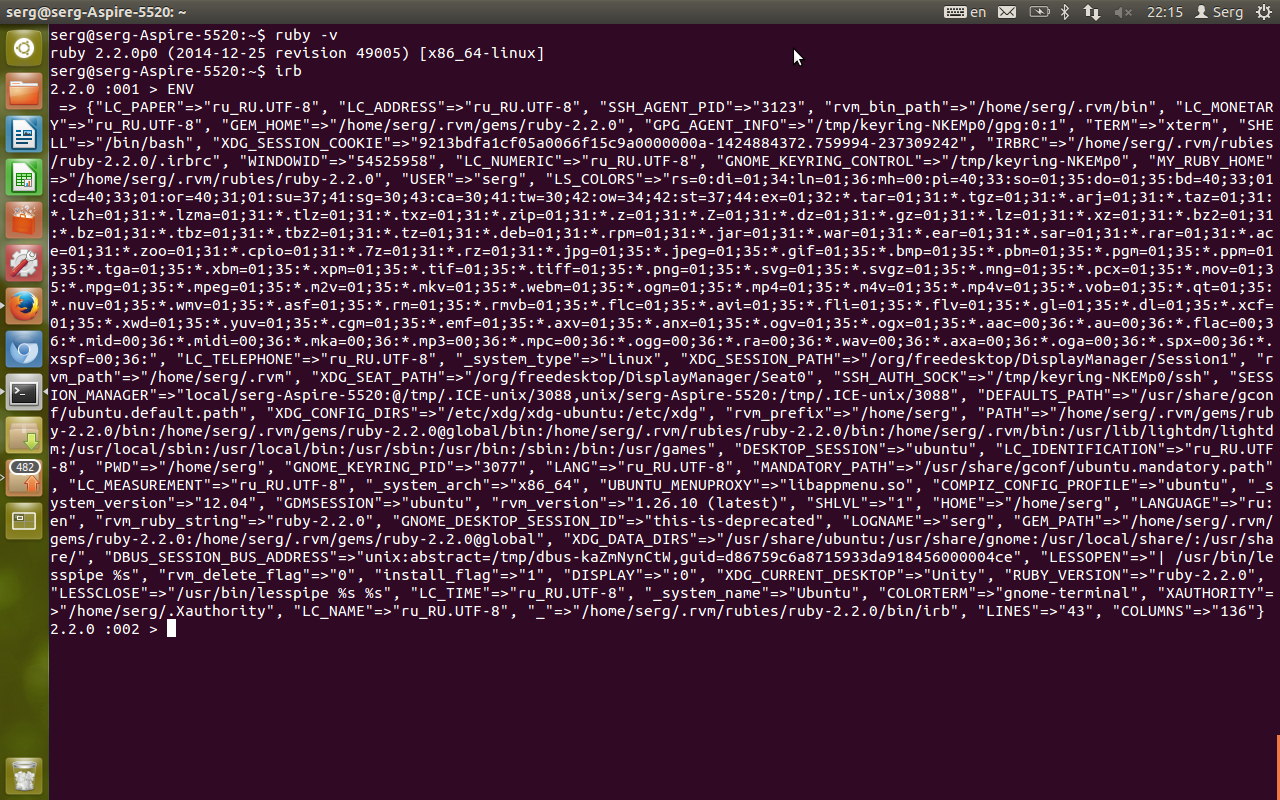 serg@serg-Aspire-5520: ~
en
22:15
Serg
serg@serg-Aspire-5520:~$ ruby -v
ruby 2.2.0p0 (2014-12-25 revision 49005) [x86_64-linux]
serg@serg-Aspire-5520:~$ irb
2.2.0 :001 > ENV
 => {"LC_PAPER"=>"ru_RU.UTF-8", "LC_ADDRESS"=>"ru_RU.UTF-8", "SSH_AGENT_PID"=>"3123", "rvm_bin_path"=>"/home/serg/.rvm/bin", "LC_MONETAR
Y"=>"ru_RU.UTF-8", "GEM_HOME"=>"/home/serg/.rvm/gems/ruby-2.2.0", "GPG_AGENT_INFO"=>"/tmp/keyring-NKEMp0/gpg:0:1", "TERM"=>"xterm", "SHE
LL"=>"/bin/bash", "XDG_SESSION_COOKIE"=>"9213bdfa1cf05a0066f15c9a0000000a-1424884372.759994-237309242", "IRBRC"=>"/home/serg/.rvm/rubies
/ruby-2.2.0/.irbrc", "WINDOWID"=>"54525958", "LC_NUMERIC"=>"ru_RU.UTF-8", "GNOME_KEYRING_CONTROL"=>"/tmp/keyring-NKEMp0", "MY_RUBY_HOME"
=>"/home/serg/.rvm/rubies/ruby-2.2.0", "USER"=>"serg", "LS_COLORS"=>"rs=0:di=01;34:ln=01;36:mh=00:pi=40;33:so=01;35:do=01;35:bd=40;33;01
:cd=40;33;01:or=40;31;01:su=37;41:sg=30;43:ca=30;41:tw=30;42:ow=34;42:st=37;44:ex=01;32:*.tar=01;31:*.tgz=01;31:*.arj=01;31:*.taz=01;31:
*.lzh=01;31:*.lzma=01;31:*.tlz=01;31:*.txz=01;31:*.zip=01;31:*.z=01;31:*.Z=01;31:*.dz=01;31:*.gz=01;31:*.lz=01;31:*.xz=01;31:*.bz2=01;31
:*.bz=01;31:*.tbz=01;31:*.tbz2=01;31:*.tz=01;31:*.deb=01;31:*.rpm=01;31:*.jar=01;31:*.war=01;31:*.ear=01;31:*.sar=01;31:*.rar=01;31:*.ac
e=01;31:*.zoo=01;31:*.cpio=01;31:*.7z=01;31:*.rz=01;31:*.jpg=01;35:*.jpeg=01;35:*.gif=01;35:*.bmp=01;35:*.pbm=01;35:*.pgm=01;35:*.ppm=01
;35:*.tga=01;35:*.xbm=01;35:*.xpm=01;35:*.tif=01;35:*.tiff=01;35:*.png=01;35:*.svg=01;35:*.svgz=01;35:*.mng=01;35:*.pcx=01;35:*.mov=01;3
5:*.mpg=01;35:*.mpeg=01;35:*.m2v=01;35:*.mkv=01;35:*.webm=01;35:*.ogm=01;35:*.mp4=01;35:*.m4v=01;35:*.mp4v=01;35:*.vob=01;35:*.qt=01;35:
*.nuv=01;35:*.wmv=01;35:*.asf=01;35:*.rm=01;35:*.rmvb=01;35:*.flc=01;35:*.avi=01;35:*.fli=01;35:*.flv=01;35:*.gl=01;35:*.dl=01;35:*.xcf=
01;35:*.xwd=01;35:*.yuv=01;35:*.cgm=01;35:*.emf=01;35:*.axv=01;35:*.anx=01;35:*.ogv=01;35:*.ogx=01;35:*.aac=00;36:*.au=00;36:*.flac=00;3
6:*.mid=00;36:*.midi=00;36:*.mka=00;36:*.mp3=00;36:*.mpc=00;36:*.ogg=00;36:*.ra=00;36:*.wav=00;36:*.axa=00;36:*.oga=00;36:*.spx=00;36:*.
xspf=00;36:", "LC_TELEPHONE"=>"ru_RU.UTF-8", "_system_type"=>"Linux", "XDG_SESSION_PATH"=>"/org/freedesktop/DisplayManager/Session1", "r
vm_path"=>"/home/serg/.rvm", "XDG_SEAT_PATH"=>"/org/freedesktop/DisplayManager/Seat0", "SSH_AUTH_SOCK"=>"/tmp/keyring-NKEMp0/ssh", "SESS
ION_MANAGER"=>"local/serg-Aspire-5520:@/tmp/.ICE-unix/3088,unix/serg-Aspire-5520:/tmp/.ICE-unix/3088", "DEFAULTS_PATH"=>"/usr/share/gcon
f/ubuntu.default.path", "XDG_CONFIG_DIRS"=>"/etc/xdg/xdg-ubuntu:/etc/xdg", "rvm_prefix"=>"/home/serg", "PATH"=>"/home/serg/.rvm/gems/ru
by-2.2.0/bin:/home/serg/.rvm/gems/ruby-2.2.0@global/bin:/home/serg/.rvm/rubies/ruby-2.2.0/bin:/home/serg/.rvm/bin:/usr/lib/lightdm/lightd
m:/usr/local/sbin:/usr/local/bin:/usr/sbin:/usr/bin:/sbin:/bin:/usr/games", "DESKTOP_SESSION"=>"ubuntu", "LC_IDENTIFICATION"=>"ru_RU.UTF
-8", "PWD"=>"/home/serg", "GNOME_KEYRING_PID"=>"3077", "LANG"=>"ru_RU.UTF-8", "MANDATORY_PATH"=>"/usr/share/gconf/ubuntu.mandatory.path"
, "LC_MEASUREMENT"=>"ru_RU.UTF-8", "_system_arch"=>"x86_64", "UBUNTU_MENUPROXY"=>"libappmenu.so", "COMPIZ_CONFIG_PROFILE"=>"ubuntu", "_s
ystem_version"=>"12.04", "GDMSESSION"=>"ubuntu", "rvm_version"=>"1.26.10 (latest)", "SHLVL"=>"1", "HOME"=>"/home/serg", "LANGUAGE"=>"ru:
en", "rvm_ruby_string"=>"ruby-2.2.0", "GNOME_DESKTOP_SESSION_ID"=>"this-is-deprecated", "LOGNAME"=>"serg", "GEM_PATH"=>"/home/serg/.rvm/
gems/ruby-2.2.0:/home/serg/.rvm/gems/ruby-2.2.0@global", "XDG_DATA_DIRS"=>"/usr/share/ubuntu:/usr/share/gnome:/usr/local/share/:/usr/sha
re/", "DBUS_SESSION_BUS_ADDRESS"=>"unix:abstract=/tmp/dbus-kaZmNynCtW,guid=d86759c6a8715933da918456000004ce", "LESSOPEN"=>"| /usr/bin/le
sspipe %s", "rvm_delete_flag"=>"0", "install_flag"=>"1", "DISPLAY"=>":0", "XDG_CURRENT_DESKTOP"=>"Unity", "RUBY_VERSION"=>"ruby-2.2.0",
"LESSCLOSE"=>"/usr/bin/lesspipe %s %s", "LC_TIME"=>"ru_RU.UTF-8", "_system_name"=>"Ubuntu", "COLORTERM"=>"gnome-terminal", "XAUTHORITY"=
>"/home/serg/.Xauthority", "LC_NAME"=>"ru_RU.UTF-8", "_"=>"/home/serg/.rvm/rubies/ruby-2.2.0/bin/irb", "LINES"=>"43", "COLUMNS"=>"136"}
2.2.0 :002 >
482